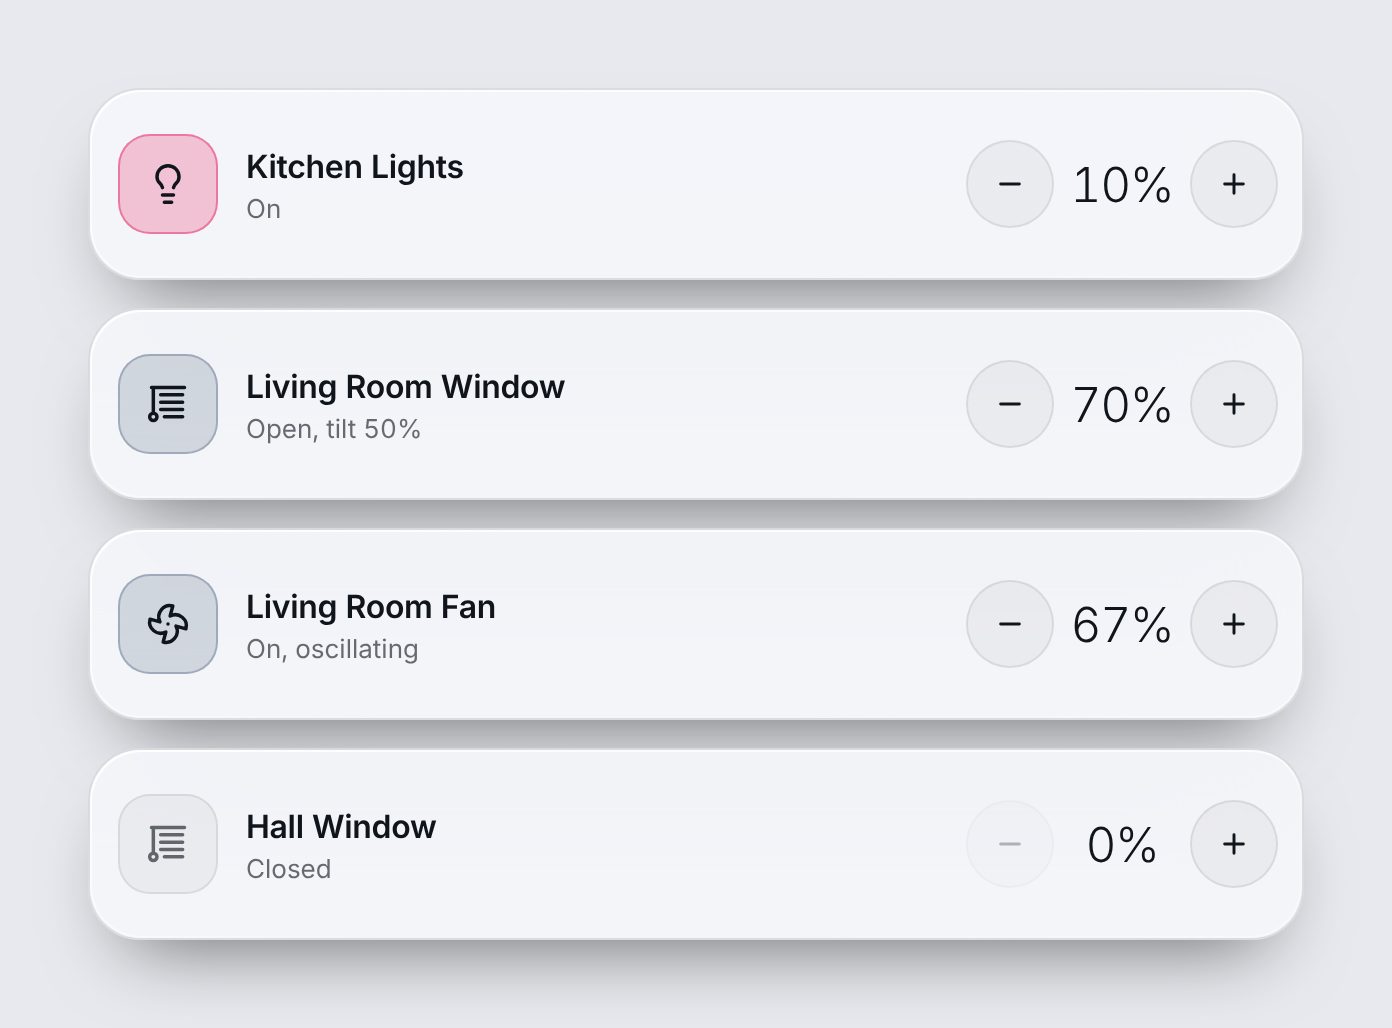 Kitchen Lights
On
− 10% +
Living Room Window
Open, tilt 50%
− 70% +
Living Room Fan
On, oscillating
− 67% +
Hall Window
Closed
− 0% +